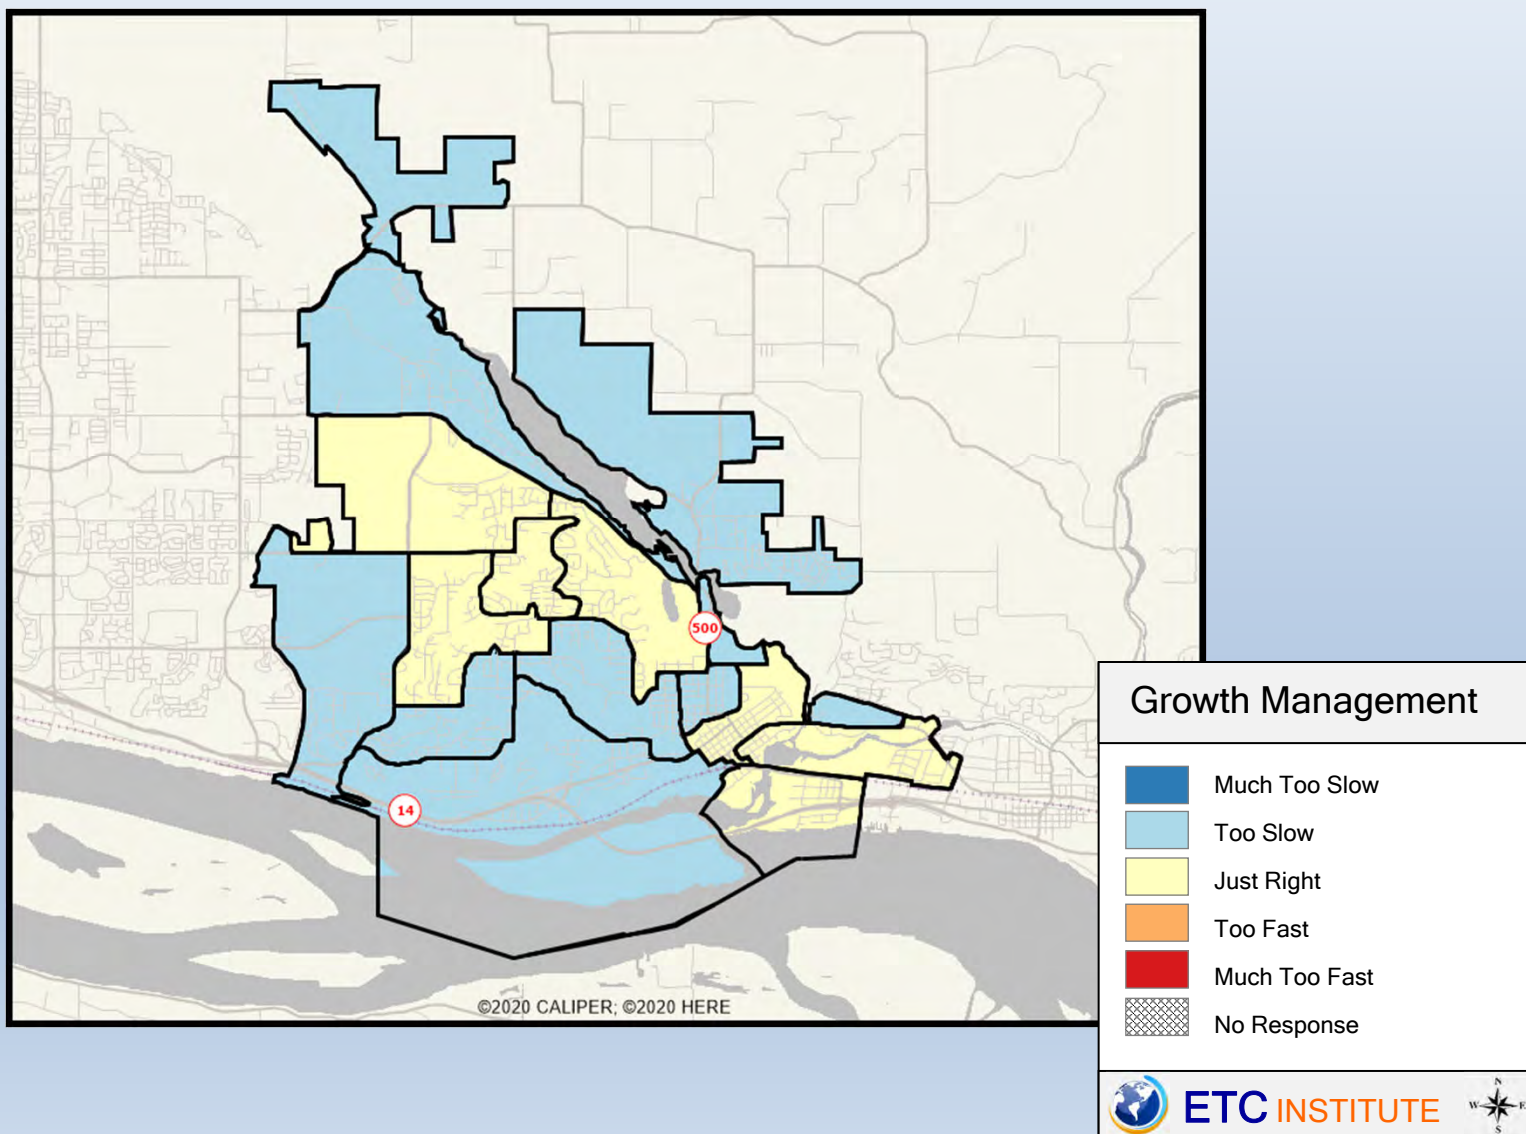 500
14
©2020 CALIPER; ©2020 HERE
Growth Management
Much Too Slow
Too Slow
Just Right
Too Fast
Much Too Fast
No Response
ETC INSTITUTE
N
W E
S